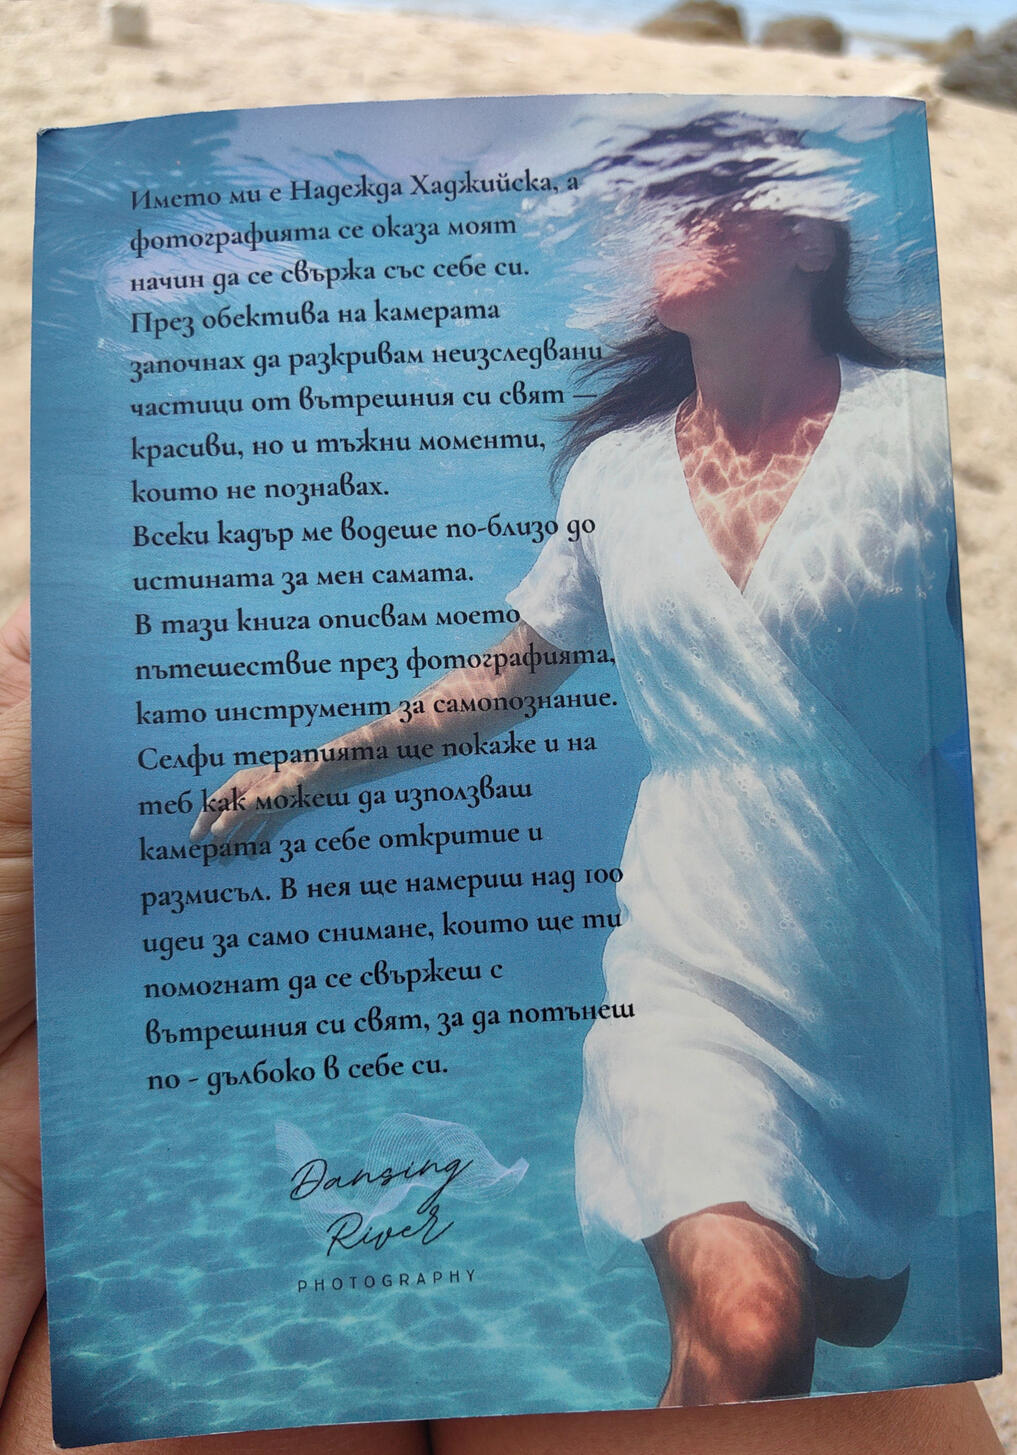 Името ми е Надежда Хаджийска, а
фотографията се оказа моят
начин да се свържа със себе си.
През обектива на камерата
започнах да разкривам неизследвани
частици от вътрешния си свят —
красиви, но и тъжни моменти,
които не познавах.
Всеки кадър ме водеше по-близо до
истината за мен самата.
В тази книга описвам моето
пътешествие през фотографията,
като инструмент за самопознание.
Селфи терапията ще покаже и на
теб как можеш да използваш
камерата за себе откритие и
размисъл. В нея ще намериш над 100
идеи за само снимане, които ще ти
помогнат да се свържеш с
вътрешния си свят, за да потънеш
по - дълбоко в себе си.
Dansing
River
PHOTOGRAPHY